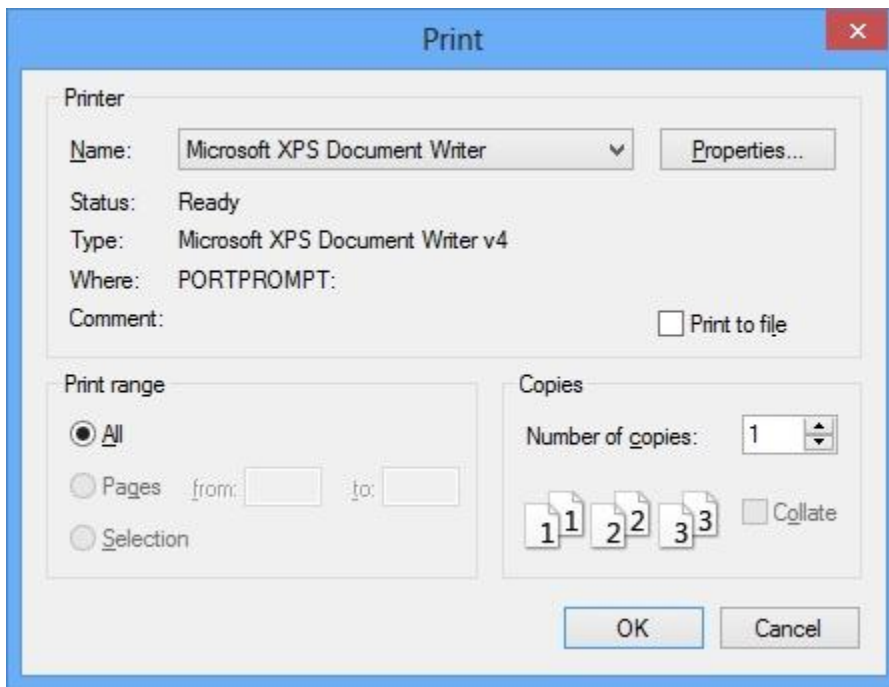 Print
Printer
Name: Microsoft XPS Document Writer Properties...
Status: Ready
Type: Microsoft XPS Document Writer v4
Where: PORTPROMPT:
Comment: Print to file
Print range
All
Pages from: to:
Selection
Copies
Number of copies: 1
1 1 2 2 3 3 Collate
OK Cancel